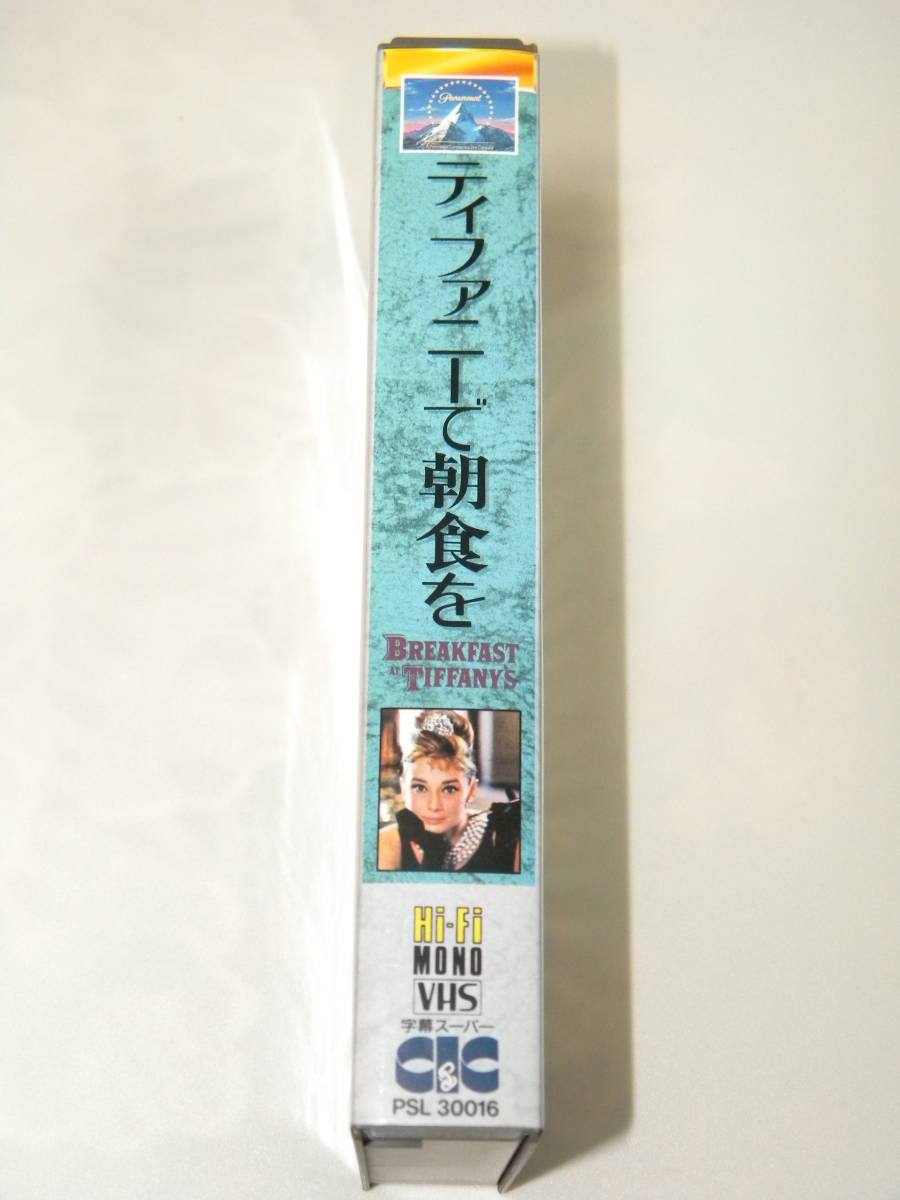 Paramount
ティファニーで朝食を
BREAKFAST
AT TIFFANY'S
Hi-Fi
MONO
VHS
字幕スーパー
CIC
PSL 30016